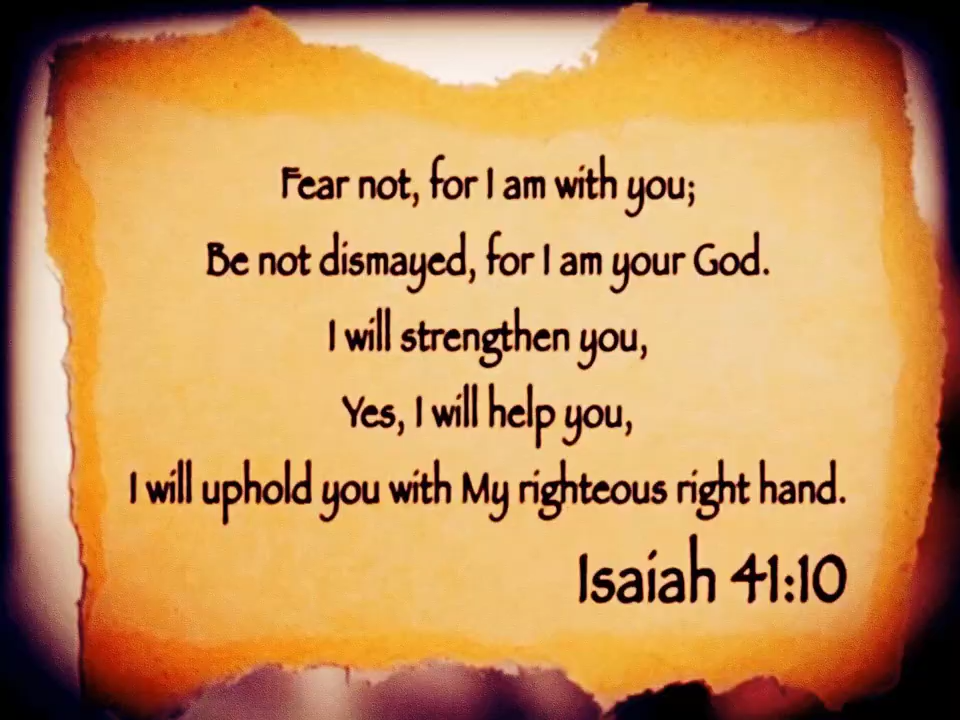 Fear not, for I am with you;
Be not dismayed, for I am your God.
I will strengthen you,
Yes, I will help you,
I will uphold you with My righteous right hand.
Isaiah 41:10